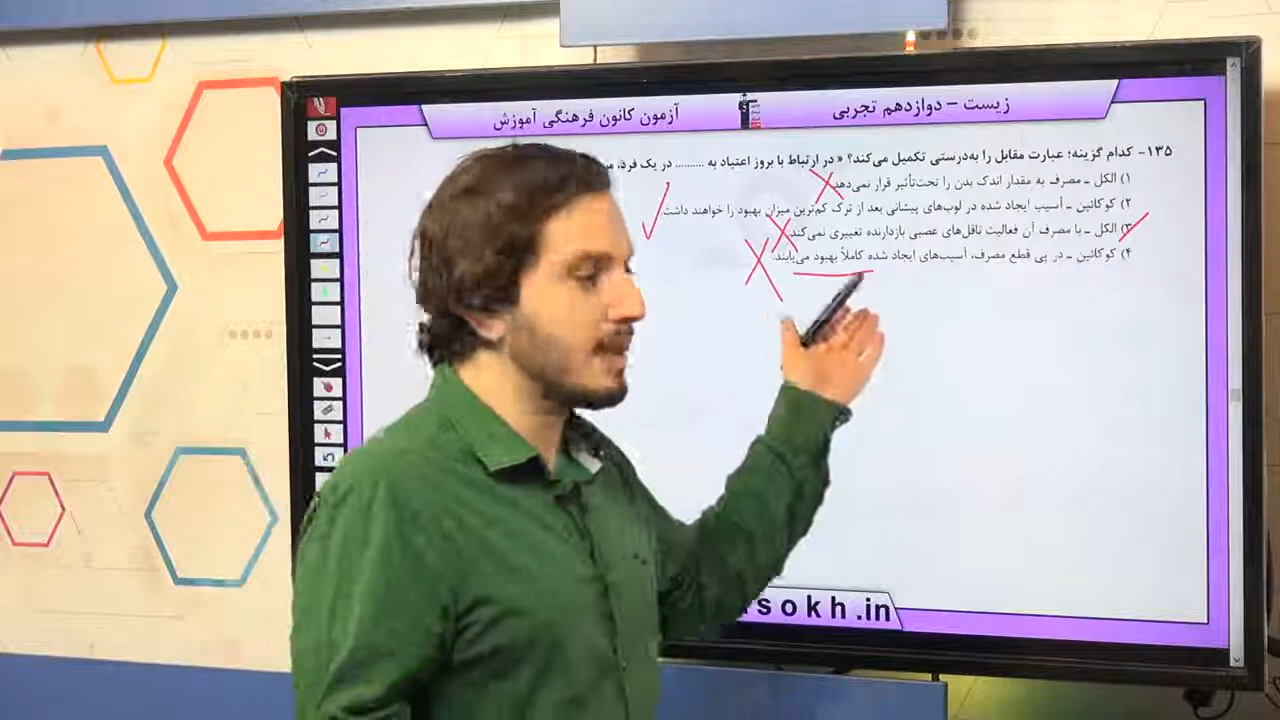 زیست – دوازدهم تجربی
آزمون کانون فرهنگی آموزش
۱۳۵- کدام گزینه؛ عبارت مقابل را به‌درستی تکمیل می‌کند؟ « در ارتباط با بروز اعتیاد به .......... در یک فرد،
۱) الکل ـ مصرف به مقدار اندک بدن را تحت‌تأثیر قرار نمی‌دهد.
۲) کوکائین ـ آسیب ایجاد شده در لوب‌های پیشانی بعد از ترک کم‌ترین میزان بهبود را خواهند داشت.
۳) الکل ـ با مصرف آن فعالیت ناقل‌های عصبی بازدارنده تغییری نمی‌کند.
۴) کوکائین ـ در پی قطع مصرف، آسیب‌های ایجاد شده کاملاً بهبود می‌یابند.
rsokh.in